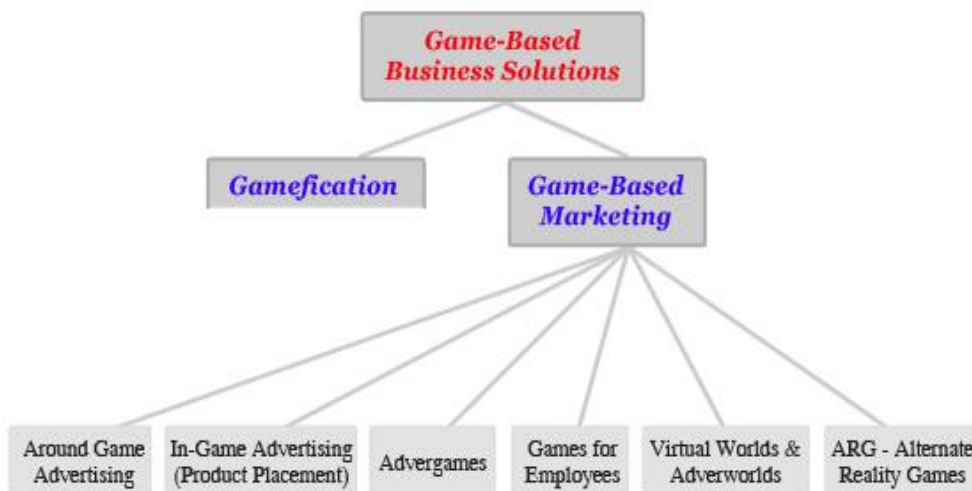 Game-Based
Business Solutions
Gamefication
Game-Based
Marketing
Around Game
Advertising
In-Game Advertising
(Product Placement)
Advergames
Games for
Employees
Virtual Worlds &
Adverworlds
ARG - Alternate
Reality Games